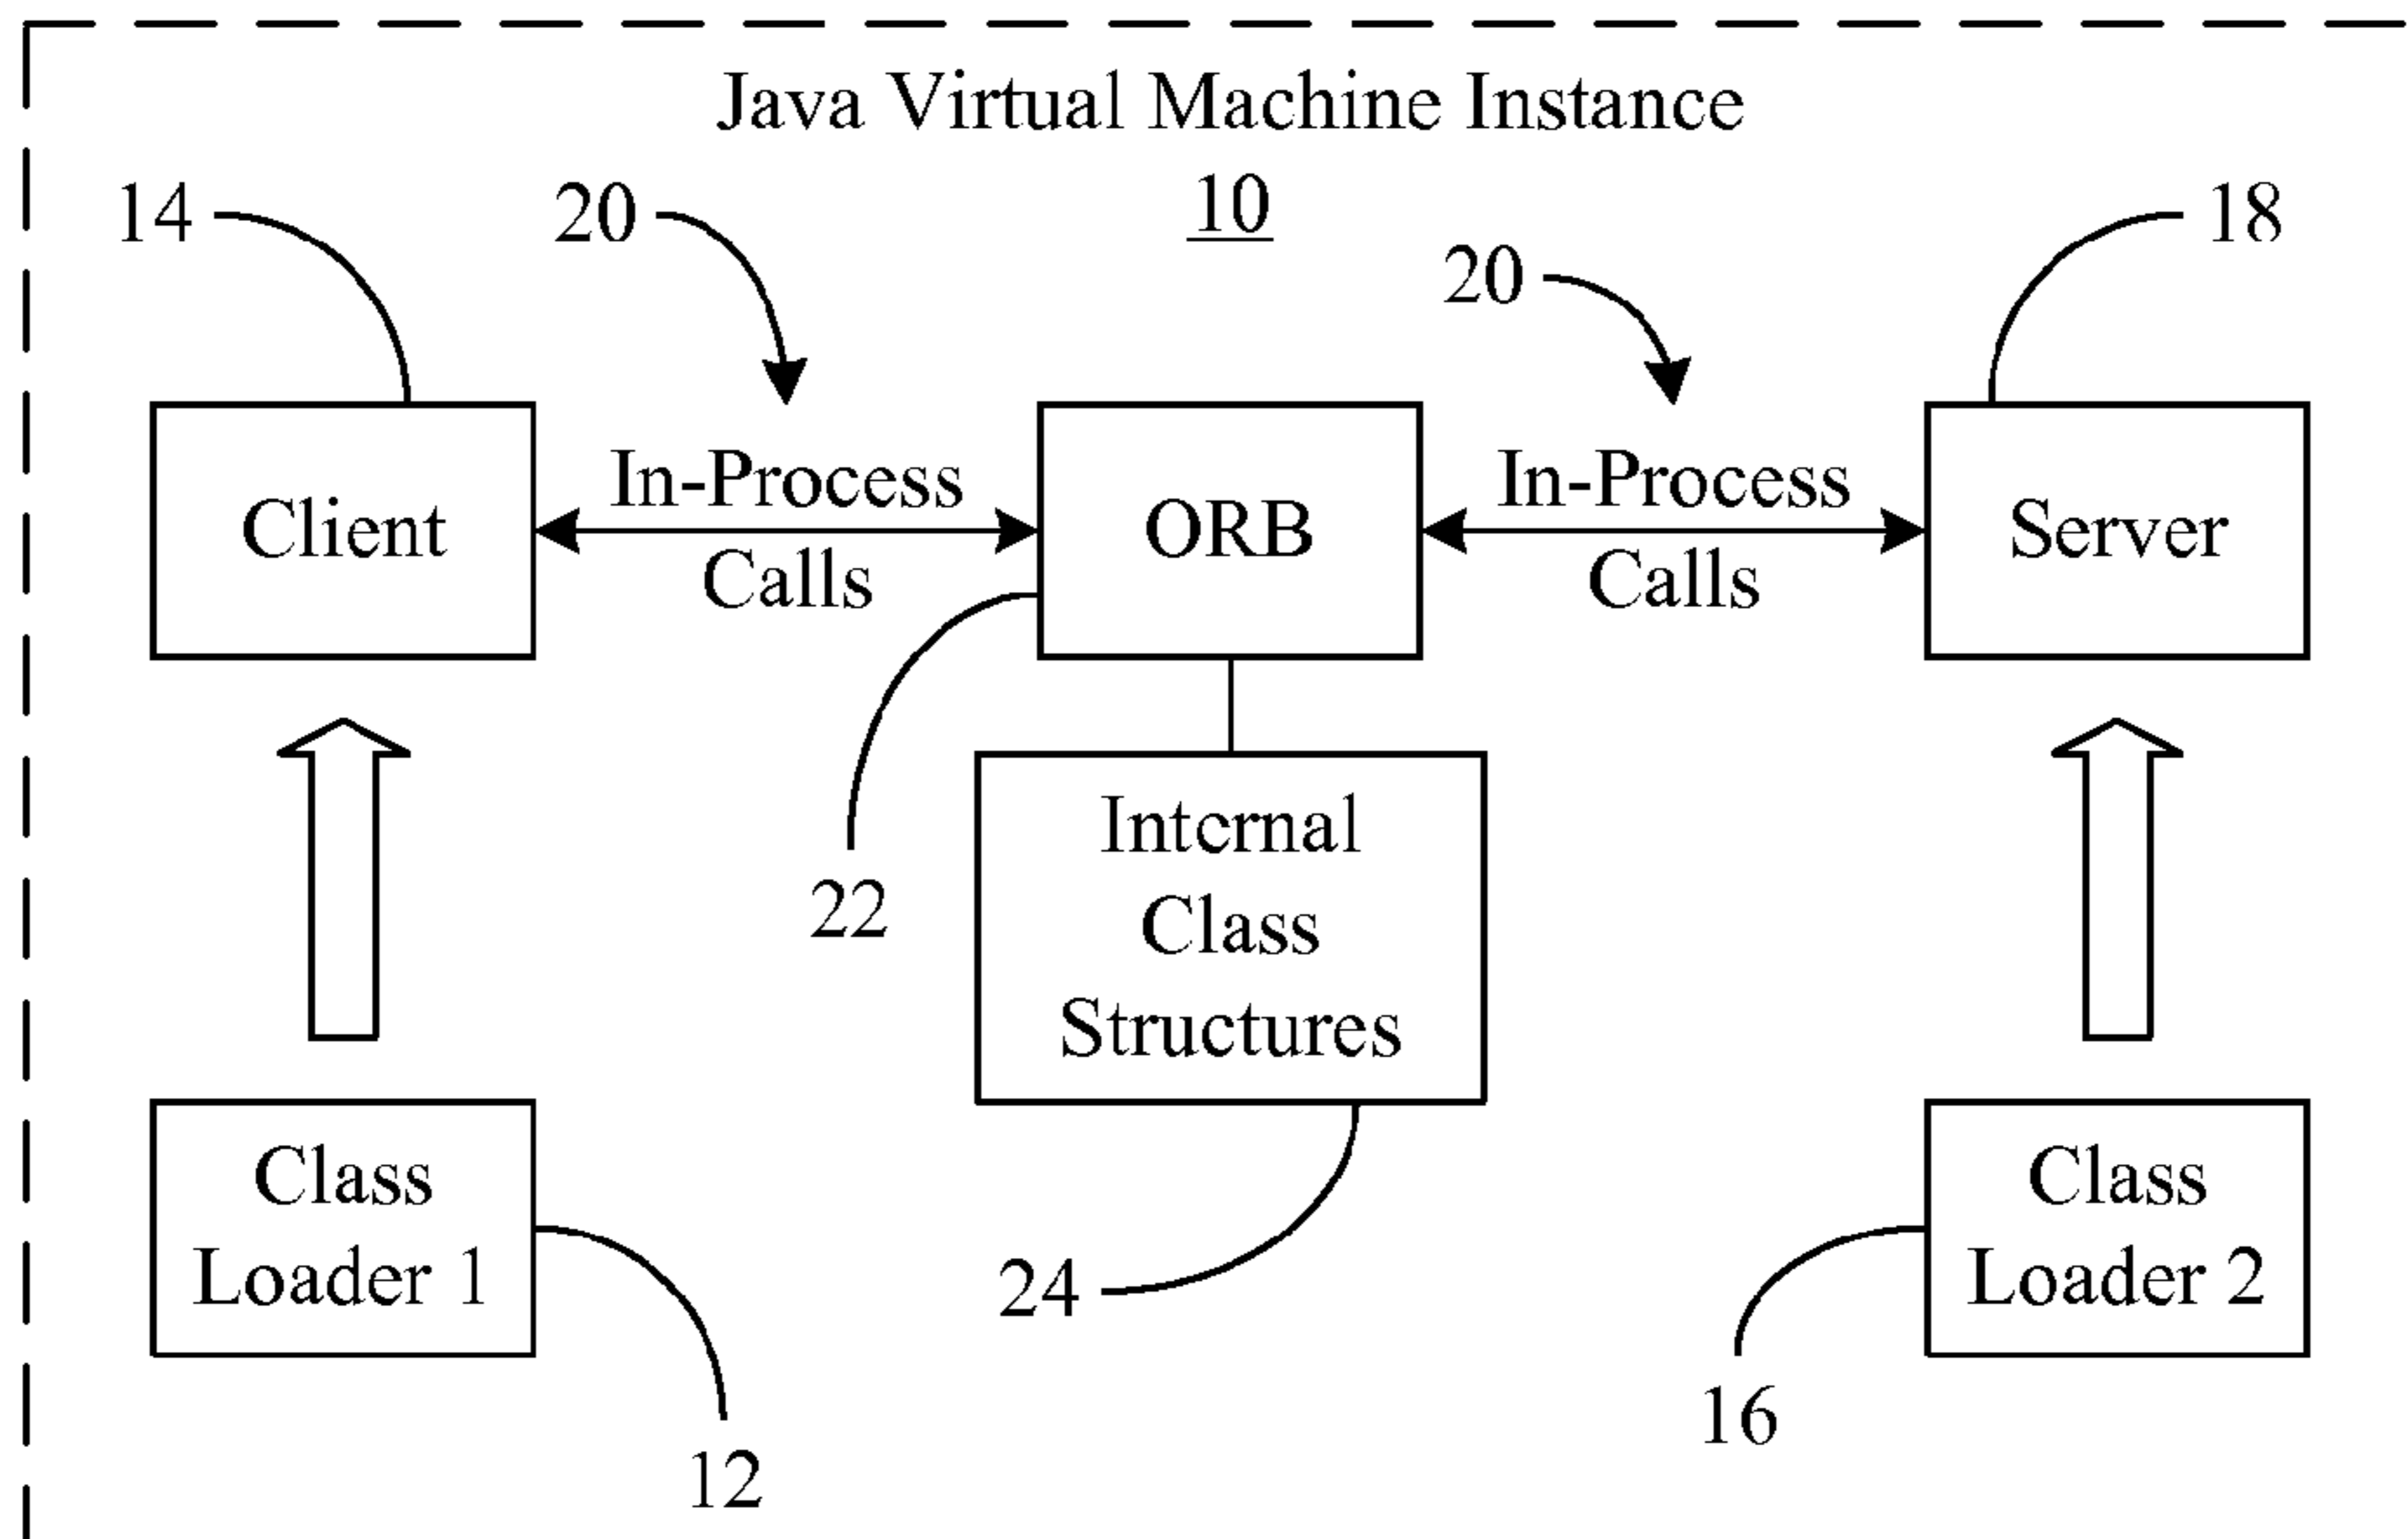 Java Virtual Machine Instance
10
14
20
20
18
Client
In-Process
Calls
ORB
In-Process
Calls
Server
22
Internal
Class
Structures
Class
Loader 1
24
Class
Loader 2
12
16